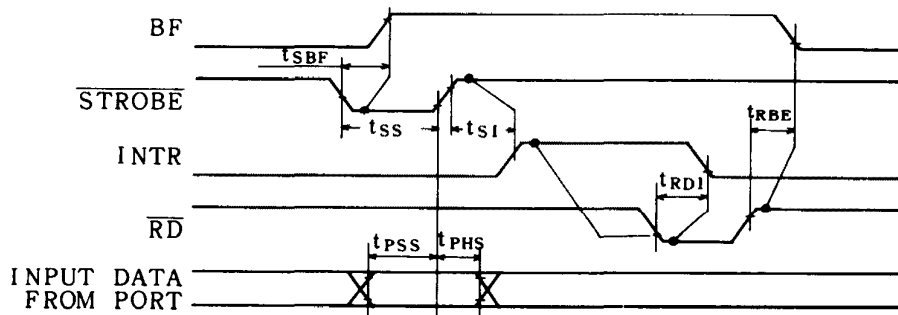 BF
tSBF
STROBE
tSS
tSI
tRBE
INTR
tRDI
RD
tPSS
tPHS
INPUT DATA
FROM PORT